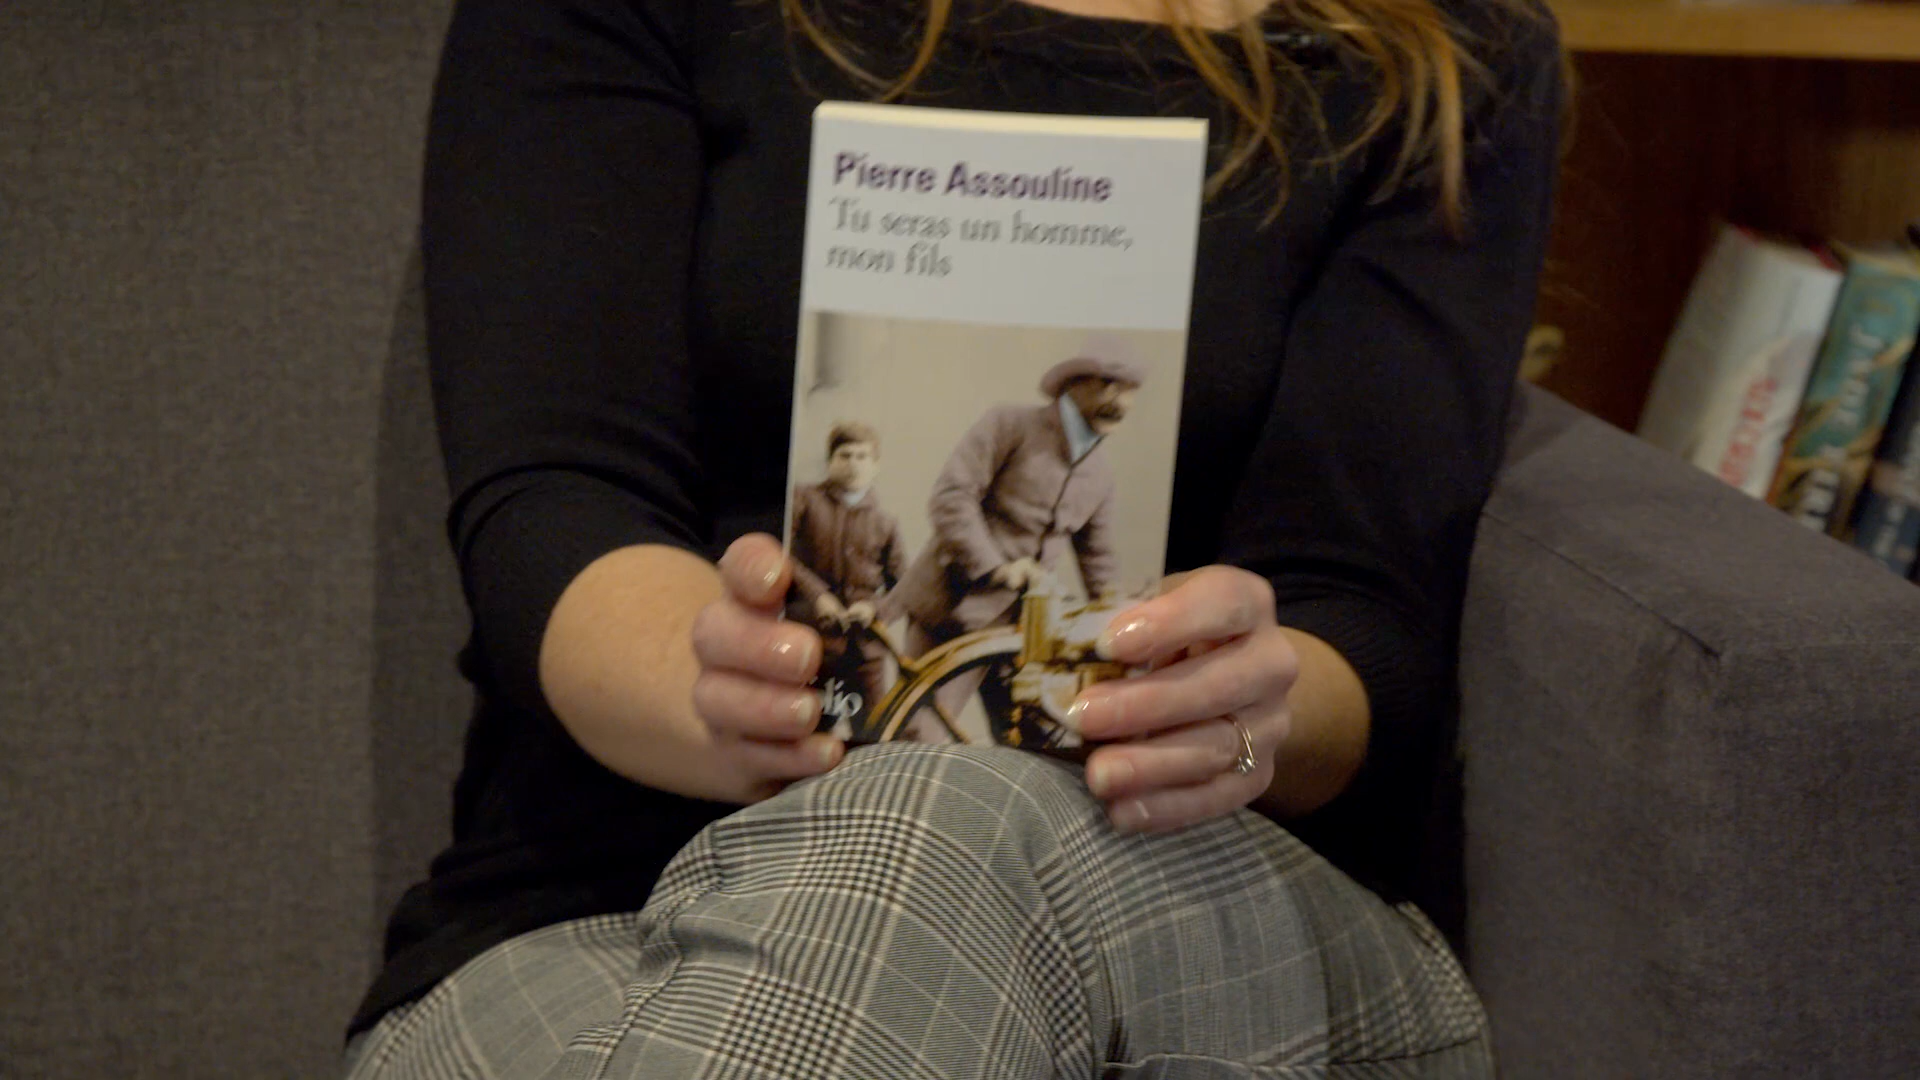 Pierre Assouline
Tu seras un homme,
mon fils